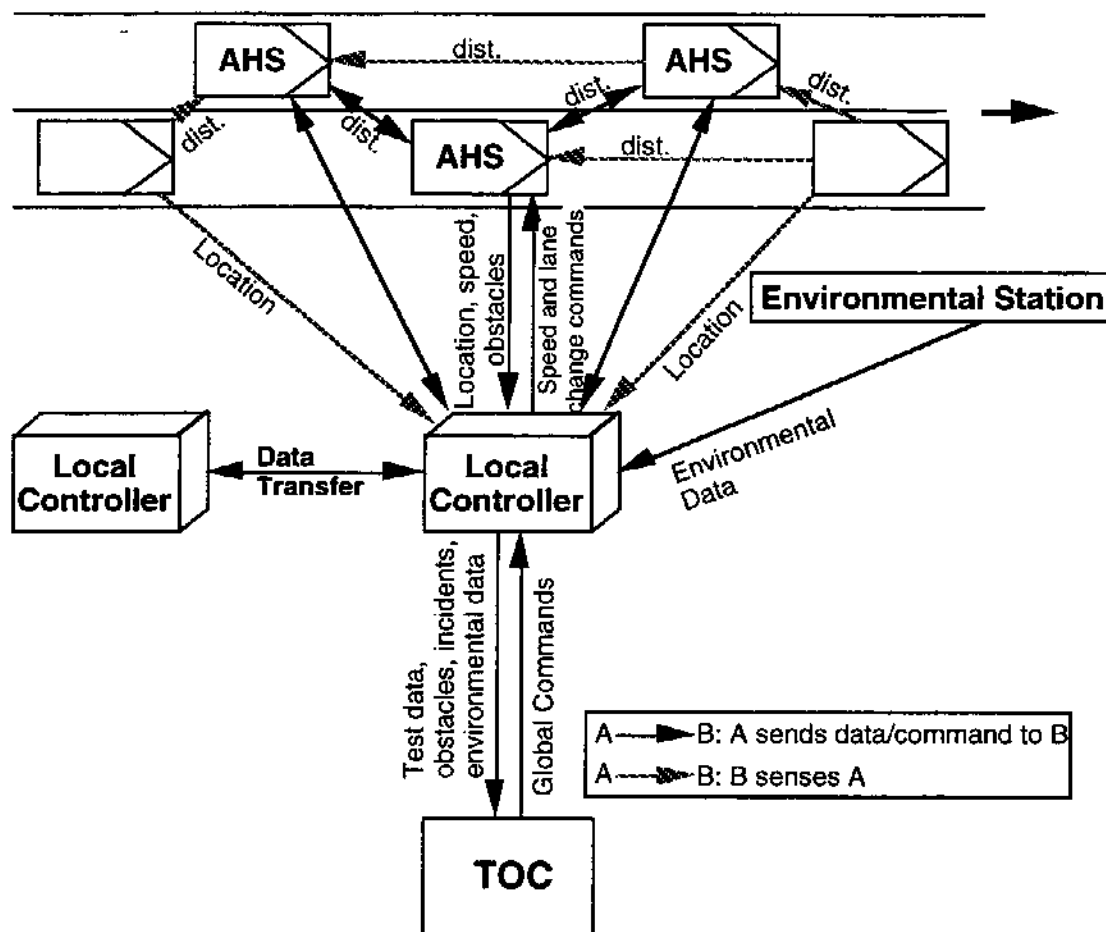 AHS
dist.
AHS
dist.
dist.
dist.
dist.
AHS
dist.
Location
Location, speed,
obstacles
Speed and lane
change commands
Location
Environmental Station
Local
Controller
Data
Transfer
Local
Controller
Environmental
Data
Test data,
obstacles, incidents,
environmental data
Global Commands
A B: A sends data/command to B
A B: B senses A
TOC